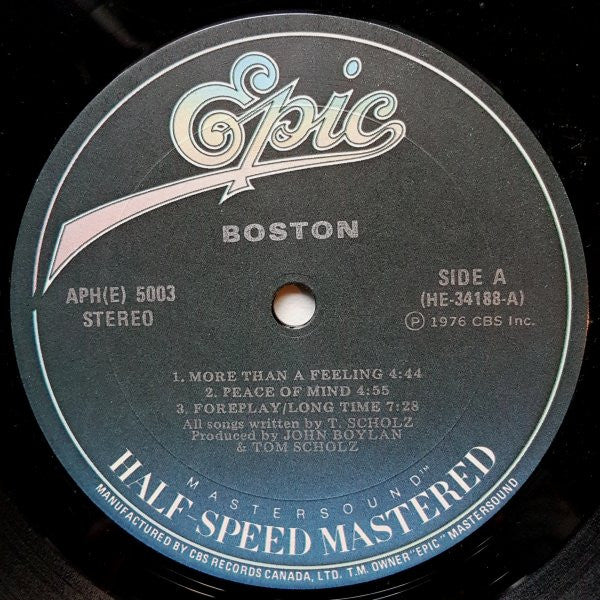 Epic
BOSTON
APH(E) 5003
STEREO
SIDE A
(HE-34188-A)
Ⓟ 1976 CBS Inc.
1. MORE THAN A FEELING 4:44
2. PEACE OF MIND 4:55
3. FOREPLAY/LONG TIME 7:28
All songs written by T. SCHOLZ
Produced by JOHN BOYLAN
& TOM SCHOLZ
MASTERSOUND™
HALF-SPEED MASTERED
MANUFACTURED BY CBS RECORDS CANADA, LTD. T.M. OWNER "EPIC" MASTERSOUND